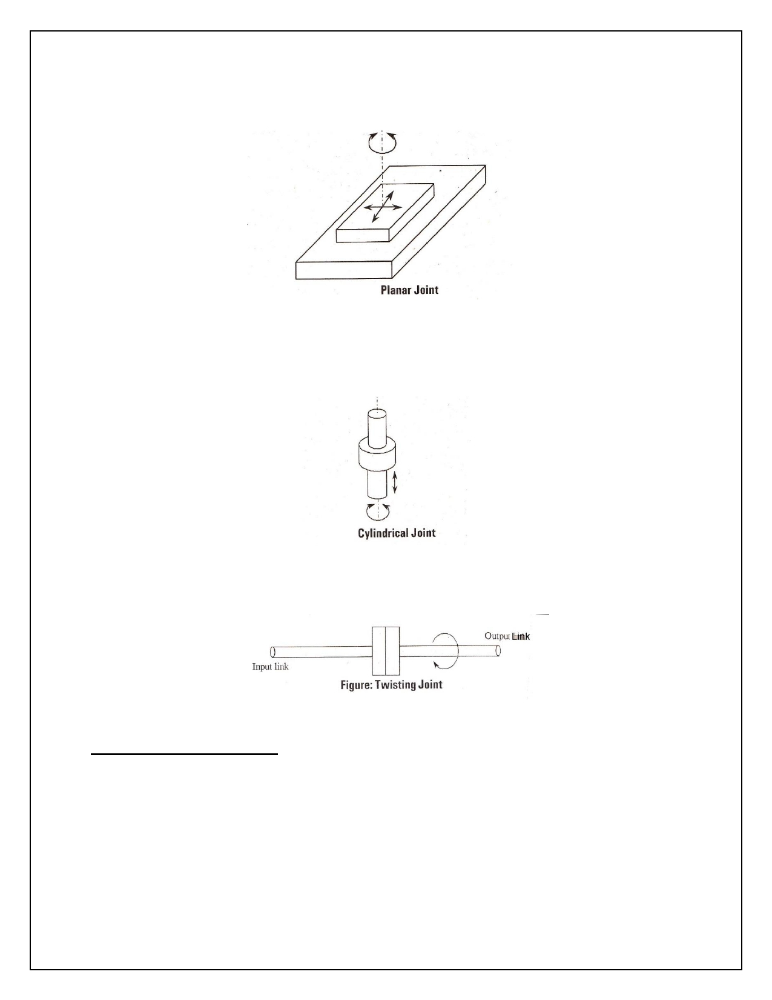 Planar Joint
Cylindrical Joint
Output Link
Input link
Figure: Twisting Joint